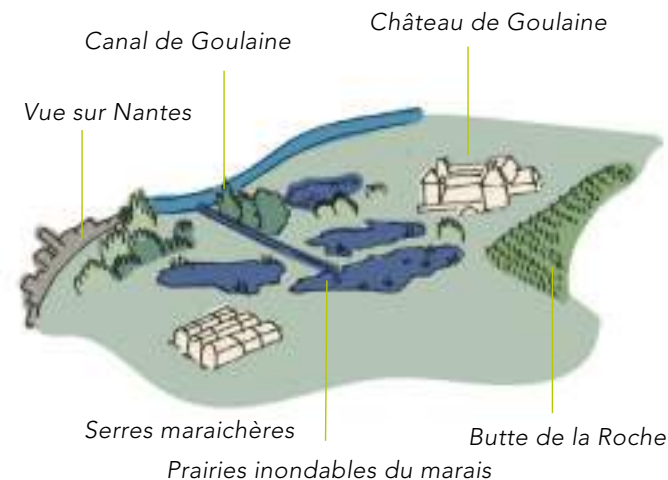 Château de Goulaine
Canal de Goulaine
Vue sur Nantes
Serres maraichères
Butte de la Roche
Prairies inondables du marais